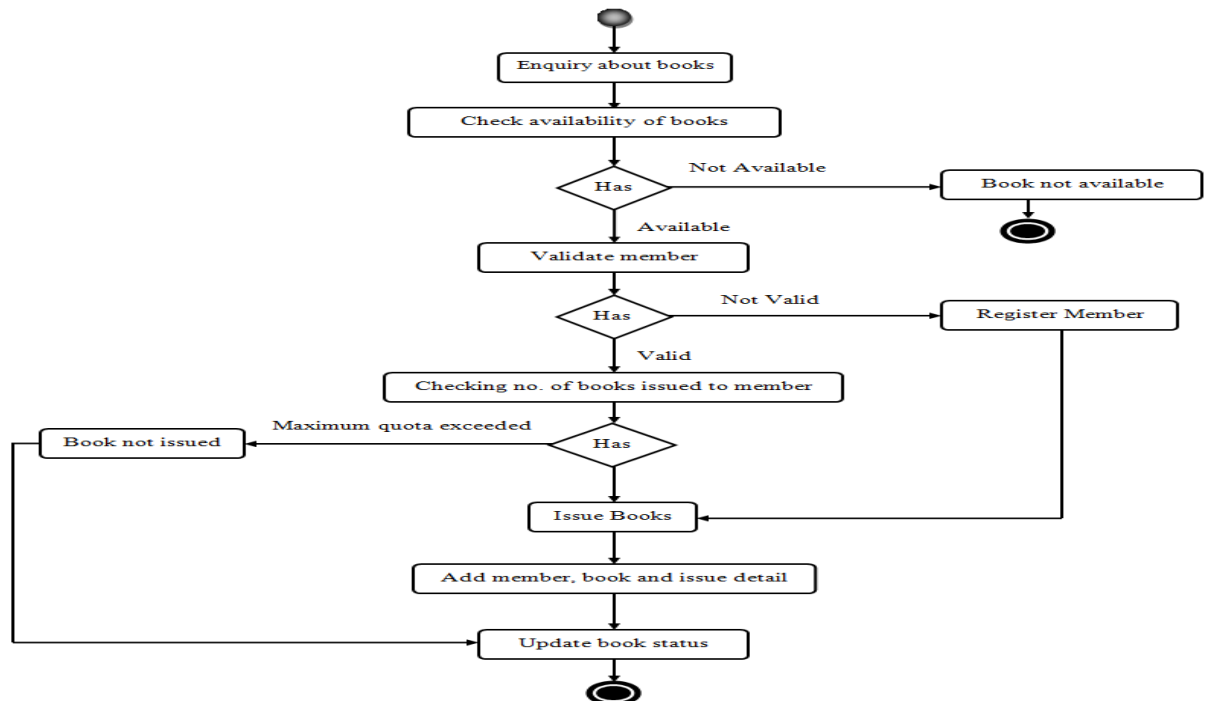 Enquiry about books
Check availability of books
Has
Not Available
Book not available
Available
Validate member
Has
Not Valid
Register Member
Valid
Checking no. of books issued to member
Has
Maximum quota exceeded
Book not issued
Issue Books
Add member, book and issue detail
Update book status